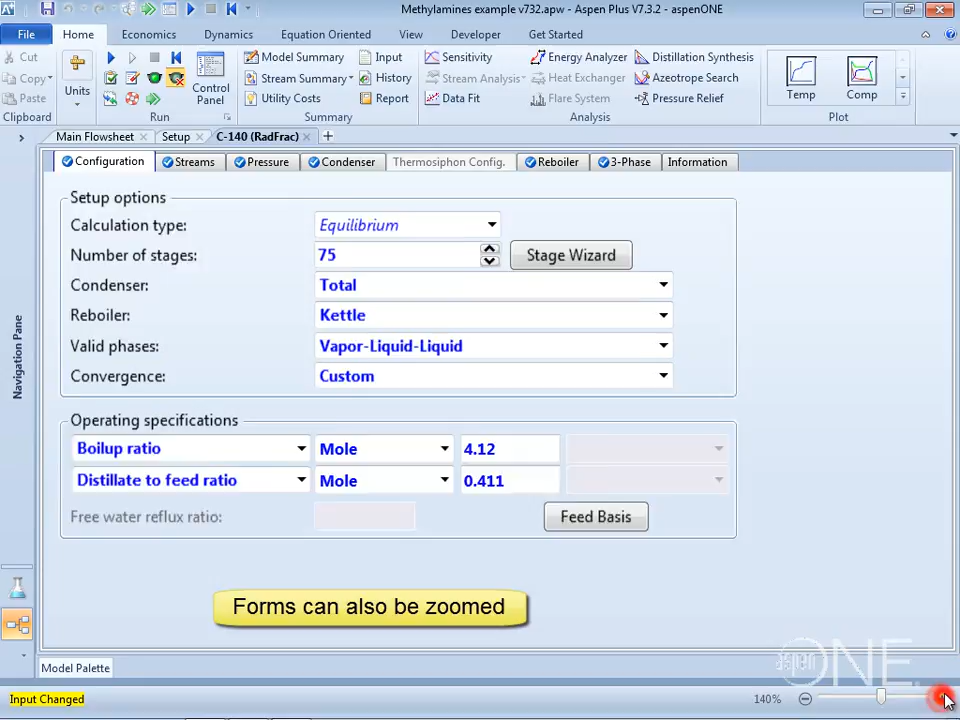 Methylamines example v732.apw - Aspen Plus V7.3.2 - aspenONE
File Home Economics Dynamics Equation Oriented View Developer Get Started
Cut
Copy
Paste
Clipboard
Units
Run
Control
Panel
Model Summary Input
Stream Summary History
Utility Costs Report
Summary
Sensitivity Energy Analyzer Distillation Synthesis
Stream Analysis Heat Exchanger Azeotrope Search
Data Fit Flare System Pressure Relief
Analysis
Temp Comp
Plot
Main Flowsheet Setup C-140 (RadFrac)
Configuration Streams Pressure Condenser Thermosiphon Config. Reboiler 3-Phase Information
Navigation Pane
Setup options
Calculation type: Equilibrium
Number of stages: 75 Stage Wizard
Condenser: Total
Reboiler: Kettle
Valid phases: Vapor-Liquid-Liquid
Convergence: Custom
Operating specifications
Boilup ratio Mole 4.12
Distillate to feed ratio Mole 0.411
Free water reflux ratio: Feed Basis
Forms can also be zoomed
Model Palette
aspen ONE
Input Changed 140%